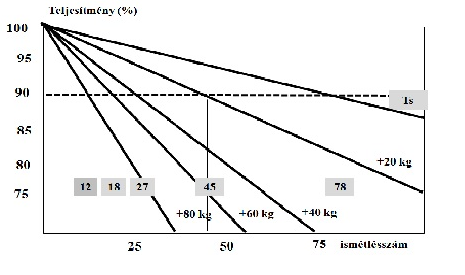 Teljesítmény (%)
100
95
90
Ts
85
80
+20 kg
75
12 18 27 45 78
+80 kg +60 kg +40 kg
25 50 75 ismétlésszám